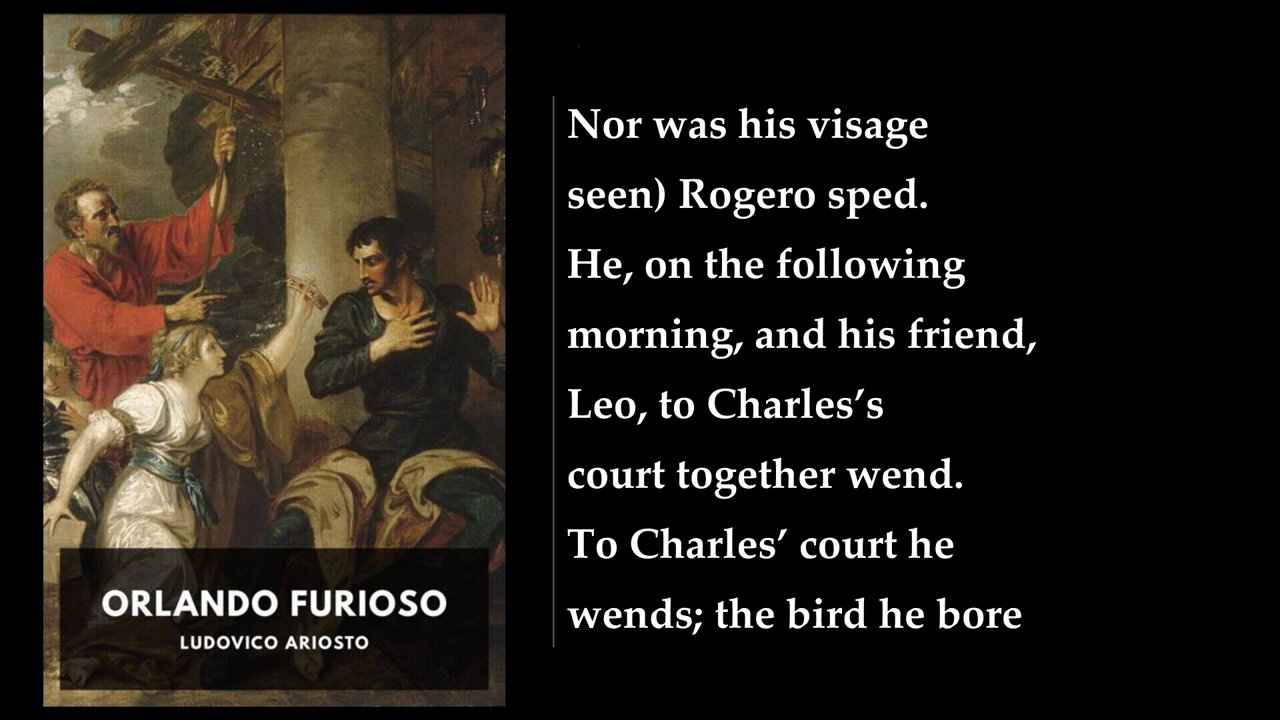 ORLANDO FURIOSO
LUDOVICO ARIOSTO
Nor was his visage
seen) Rogero sped.
He, on the following
morning, and his friend,
Leo, to Charles’s
court together wend.
To Charles’ court he
wends; the bird he bore